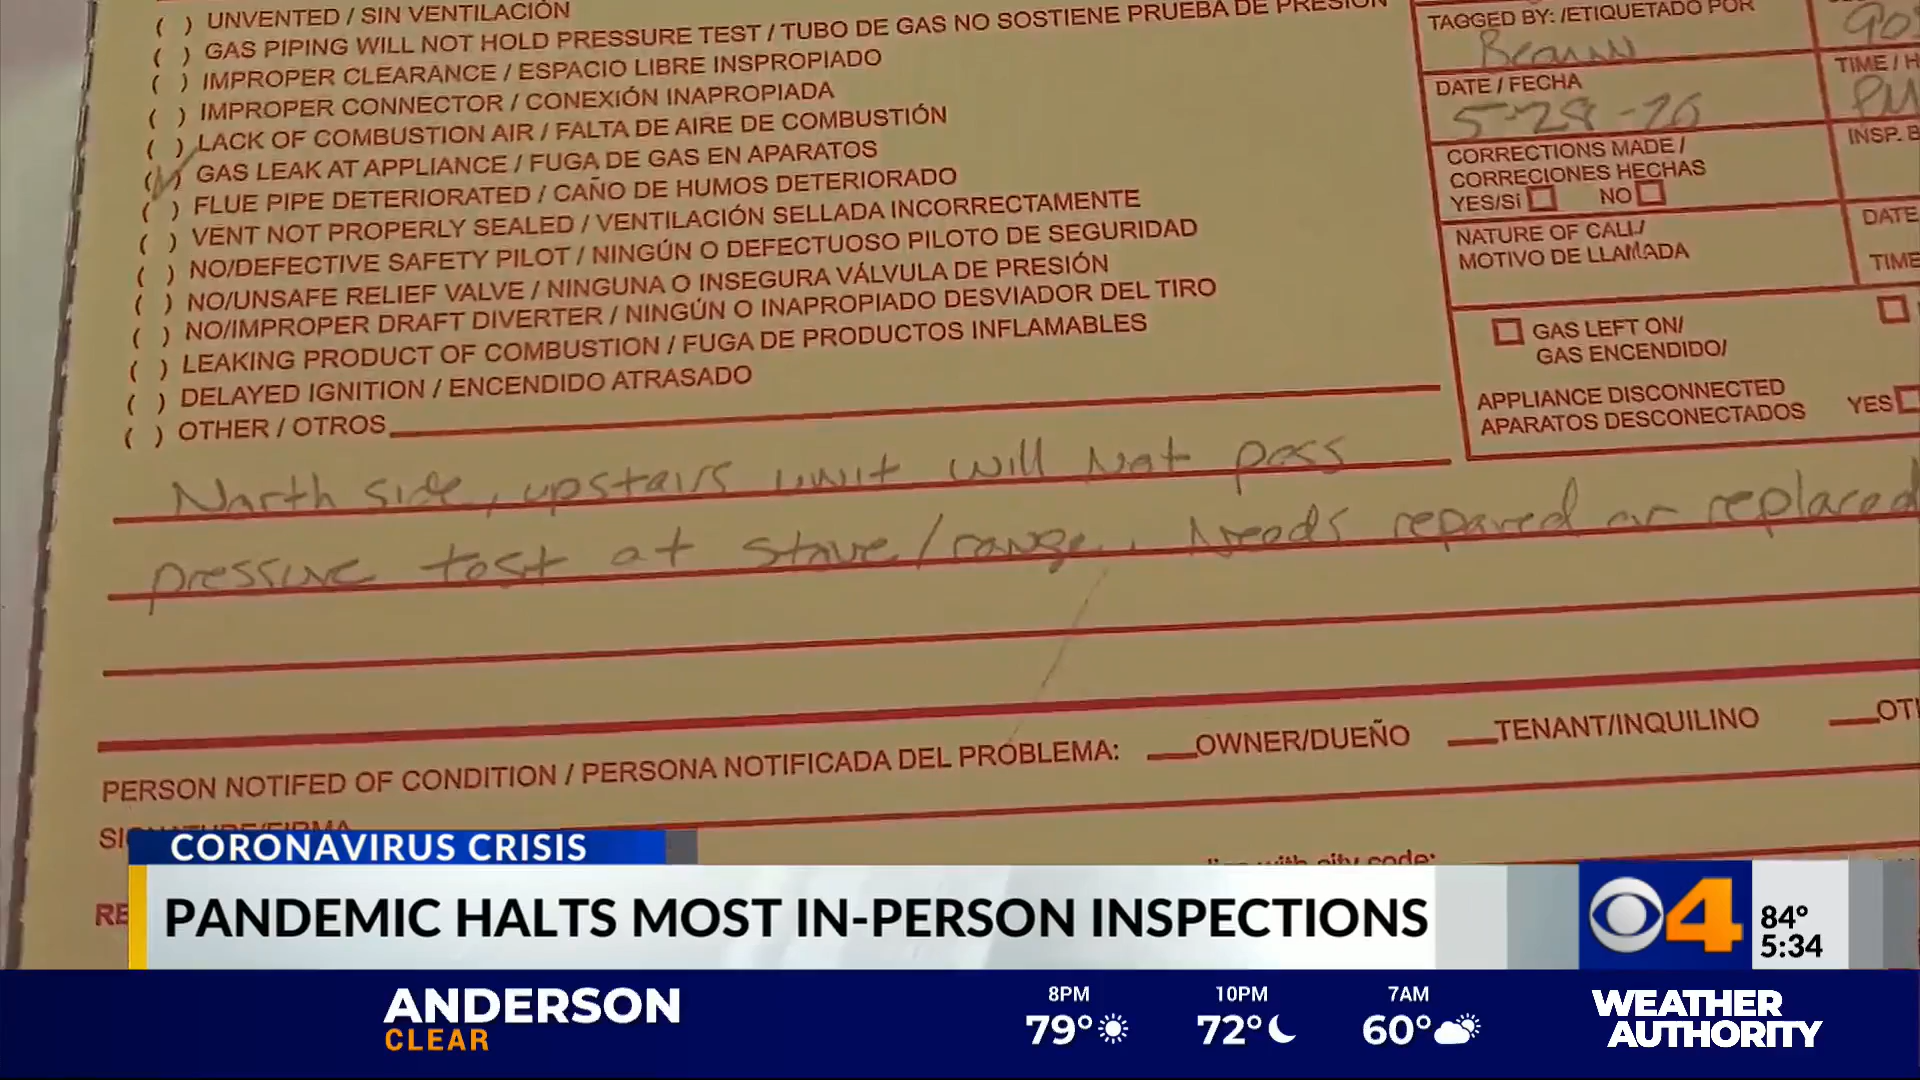 ( ) UNVENTED / SIN VENTILACIÓN
( ) GAS PIPING WILL NOT HOLD PRESSURE TEST / TUBO DE GAS NO SOSTIENE PRUEBA DE PRESIÓN
( ) IMPROPER CLEARANCE / ESPACIO LIBRE INSPROPIADO
( ) IMPROPER CONNECTOR / CONEXIÓN INAPROPIADA
( ) LACK OF COMBUSTION AIR / FALTA DE AIRE DE COMBUSTIÓN
(✓) GAS LEAK AT APPLIANCE / FUGA DE GAS EN APARATOS
( ) FLUE PIPE DETERIORATED / CAÑO DE HUMOS DETERIORADO
( ) VENT NOT PROPERLY SEALED / VENTILACIÓN SELLADA INCORRECTAMENTE
( ) NO/DEFECTIVE SAFETY PILOT / NINGÚN O DEFECTUOSO PILOTO DE SEGURIDAD
( ) NO/UNSAFE RELIEF VALVE / NINGUNA O INSEGURA VÁLVULA DE PRESIÓN
( ) NO/IMPROPER DRAFT DIVERTER / NINGÚN O INAPROPIADO DESVIADOR DEL TIRO
( ) LEAKING PRODUCT OF COMBUSTION / FUGA DE PRODUCTOS INFLAMABLES
( ) DELAYED IGNITION / ENCENDIDO ATRASADO
( ) OTHER / OTROS
North side, upstairs unit will Not pass
pressure test at stove/range. Needs repaired or replaced
TAGGED BY: /ETIQUETADO POR
DATE / FECHA
5-28-20
CORRECTIONS MADE /
CORRECIONES HECHAS
YES/SÍ NO
NATURE OF CALL/
MOTIVO DE LLAMADA
GAS LEFT ON/
GAS ENCENDIDO/
APPLIANCE DISCONNECTED
APARATOS DESCONECTADOS YES
TIME / H
PM
INSP. B
DATE
TIME
PERSON NOTIFED OF CONDITION / PERSONA NOTIFICADA DEL PROBLEMA: OWNER/DUEÑO TENANT/INQUILINO OT
CORONAVIRUS CRISIS
PANDEMIC HALTS MOST IN-PERSON INSPECTIONS
4
84°
5:34
ANDERSON
CLEAR
8PM
79°
10PM
72°
7AM
60°
WEATHER
AUTHORITY